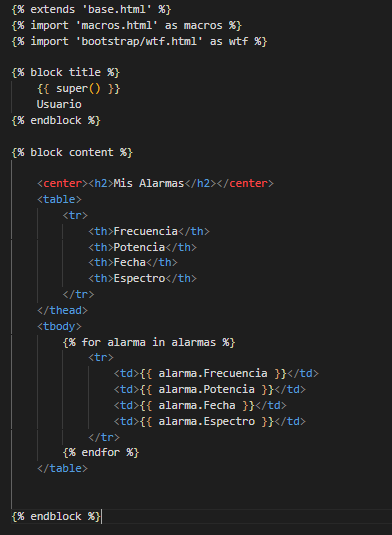 {% extends 'base.html' %}
{% import 'macros.html' as macros %}
{% import 'bootstrap/wtf.html' as wtf %}

{% block title %}
    {{ super() }}
    Usuario
{% endblock %}

{% block content %}

    <center><h2>Mis Alarmas</h2></center>
    <table>
        <tr>
            <th>Frecuencia</th>
            <th>Potencia</th>
            <th>Fecha</th>
            <th>Espectro</th>
        </tr>
    </thead>
    <tbody>
        {% for alarma in alarmas %}
            <tr>
                <td>{{ alarma.Frecuencia }}</td>
                <td>{{ alarma.Potencia }}</td>
                <td>{{ alarma.Fecha }}</td>
                <td>{{ alarma.Espectro }}</td>
            </tr>
        {% endfor %}
    </table>


{% endblock %}